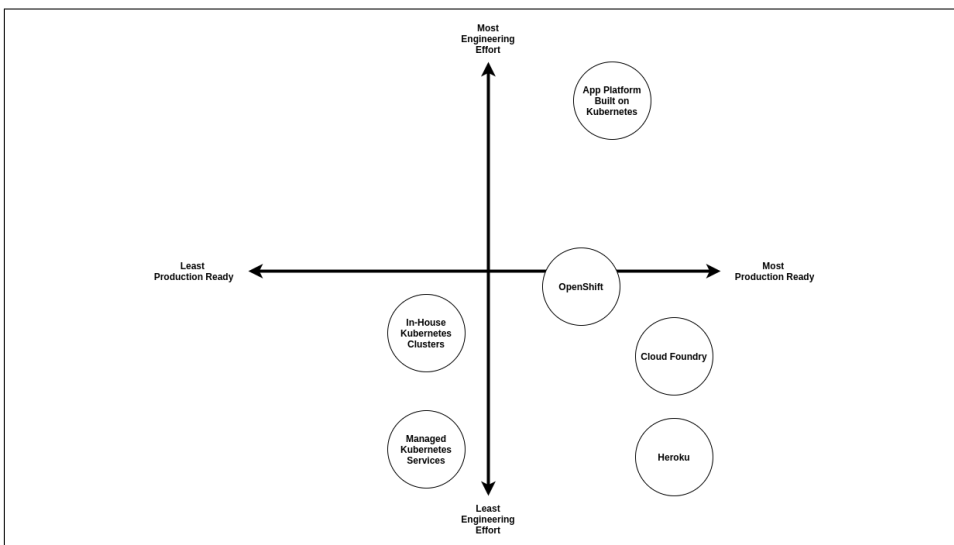 Most
Engineering
Effort
App Platform
Built on
Kubernetes
Least
Production Ready
Most
Production Ready
OpenShift
In-House
Kubernetes
Clusters
Cloud Foundry
Managed
Kubernetes
Services
Heroku
Least
Engineering
Effort